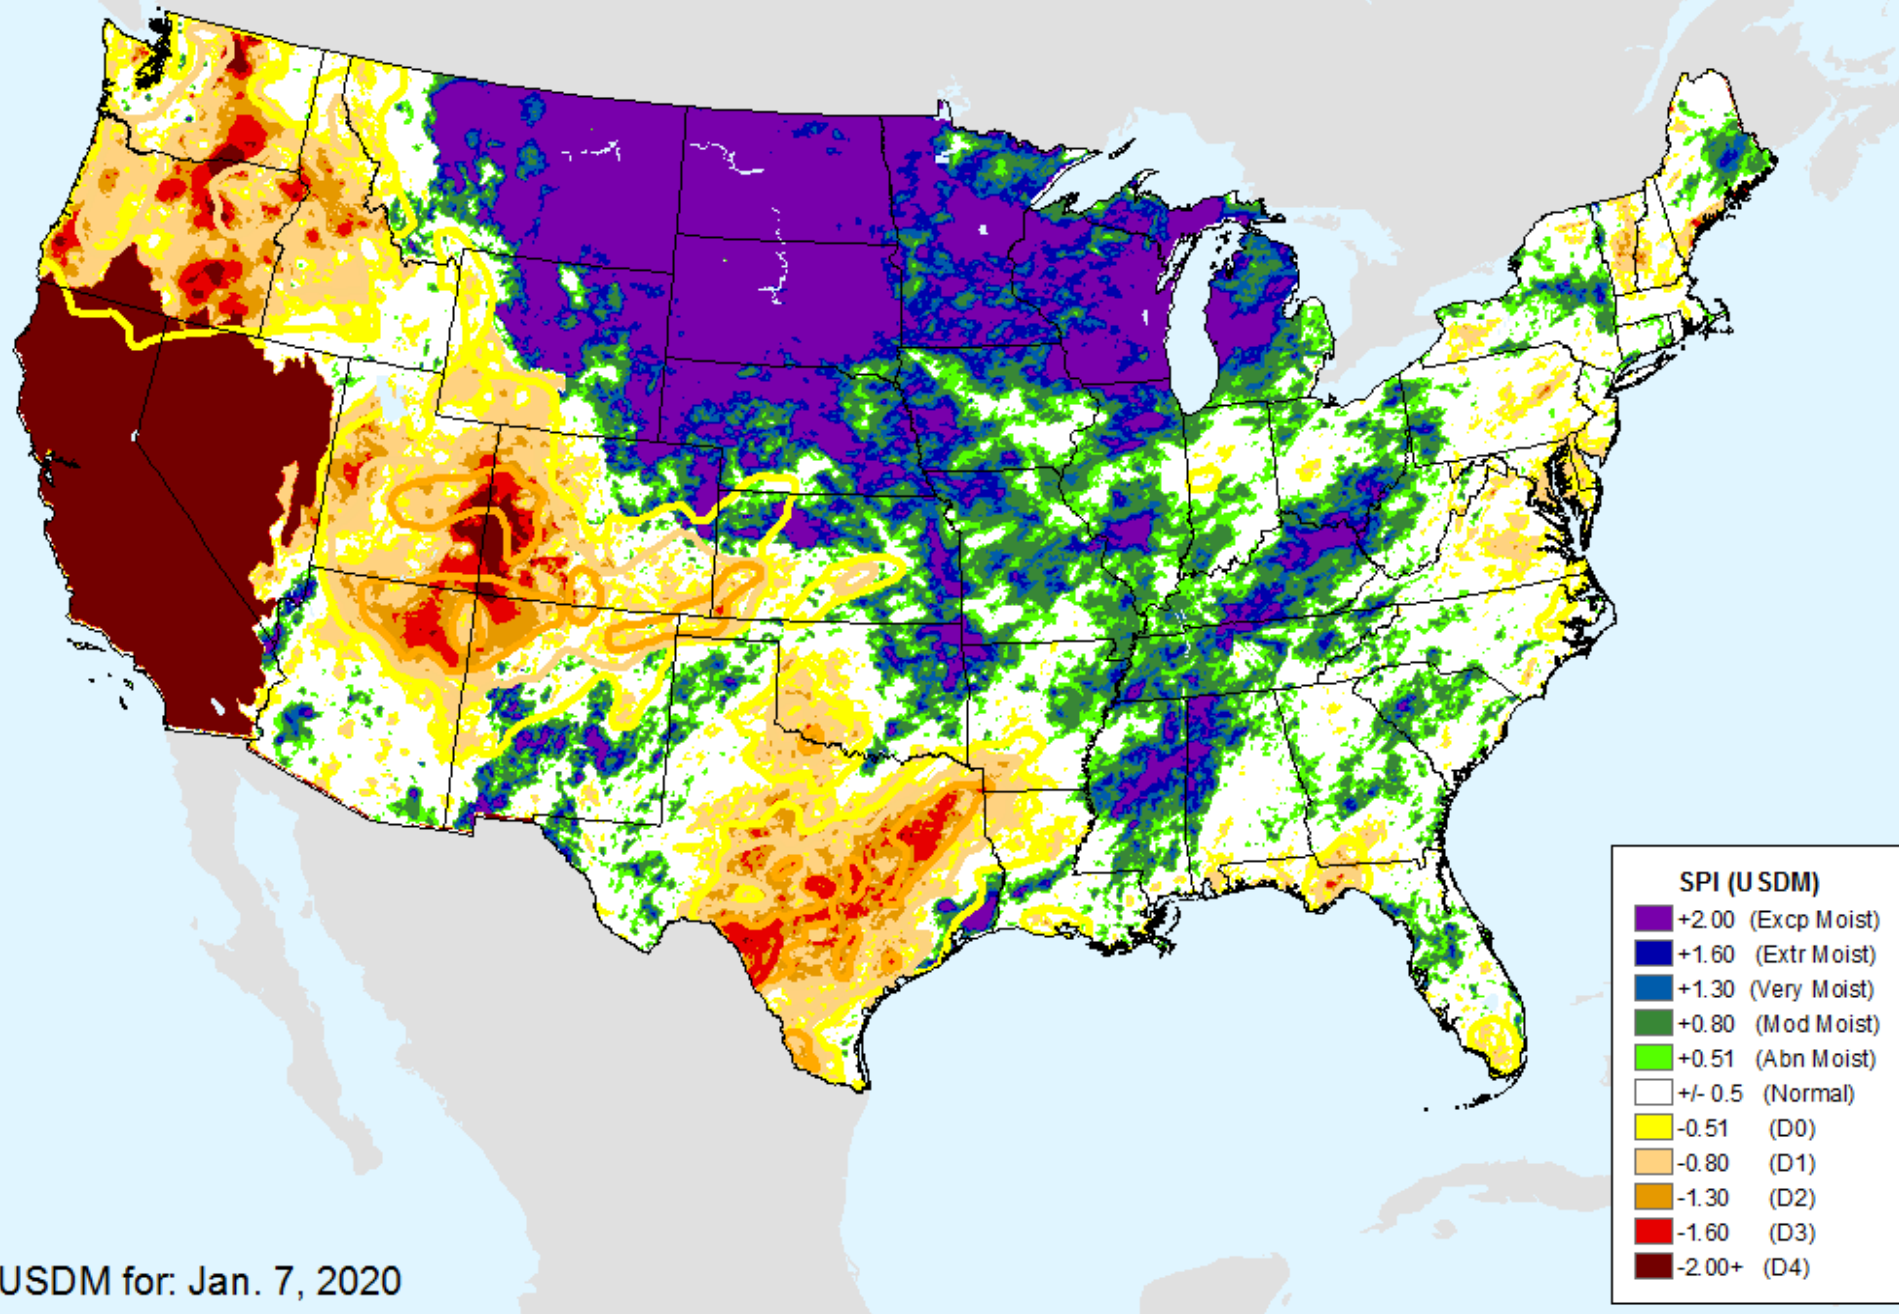 SPI (USDM)
+2.00 (Excp Moist)
+1.60 (Extr Moist)
+1.30 (Very Moist)
+0.80 (Mod Moist)
+0.51 (Abn Moist)
+/- 0.5 (Normal)
-0.51 (D0)
-0.80 (D1)
-1.30 (D2)
-1.60 (D3)
-2.00+ (D4)
USDM for: Jan. 7, 2020